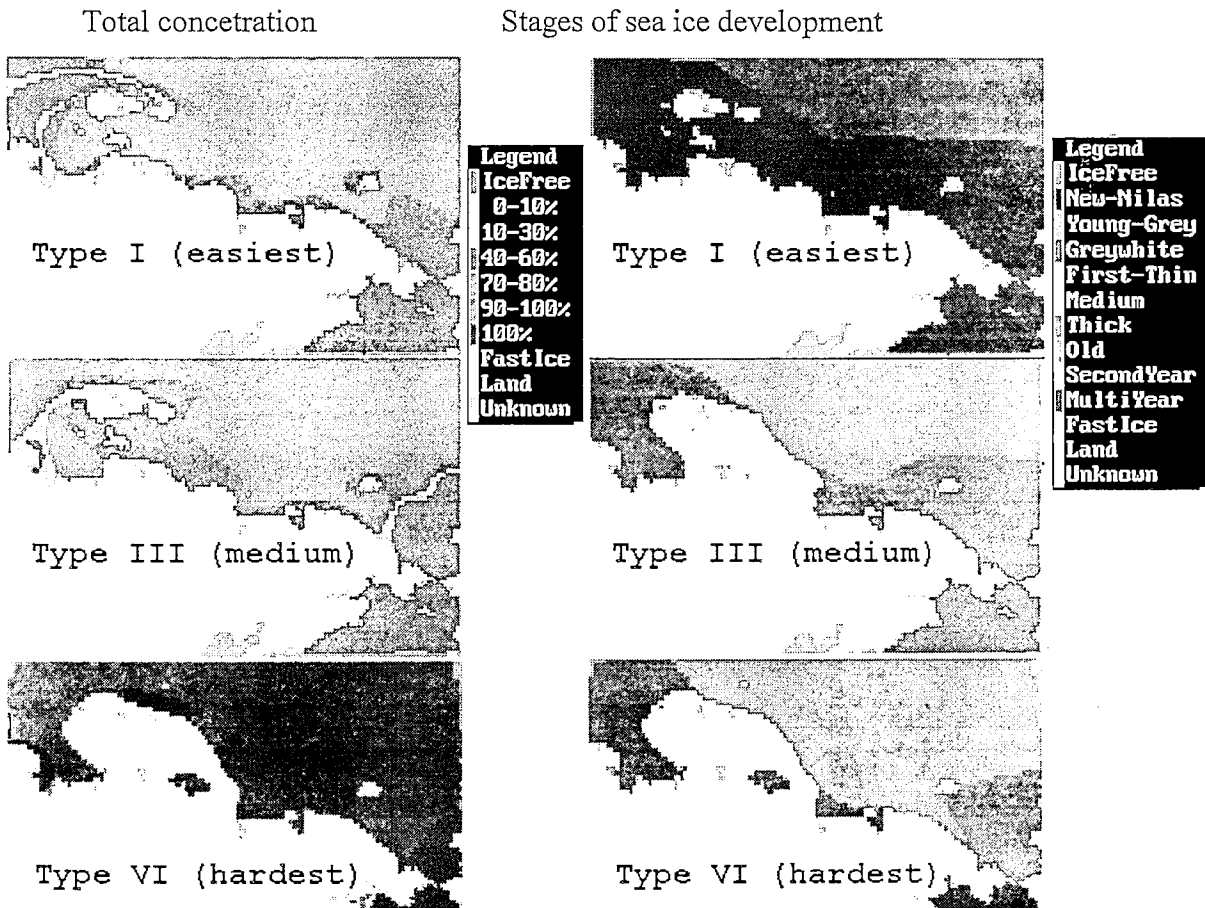 Total concetration
Stages of sea ice development
Type I (easiest)
Legend
IceFree
0-10%
10-30%
40-60%
70-80%
90-100%
100%
FastIce
Land
Unknown
Type I (easiest)
Legend
IceFree
New-Nilas
Young-Grey
Greywhite
First-Thin
Medium
Thick
Old
SecondYear
MultiYear
FastIce
Land
Unknown
Type III (medium)
Type III (medium)
Type VI (hardest)
Type VI (hardest)